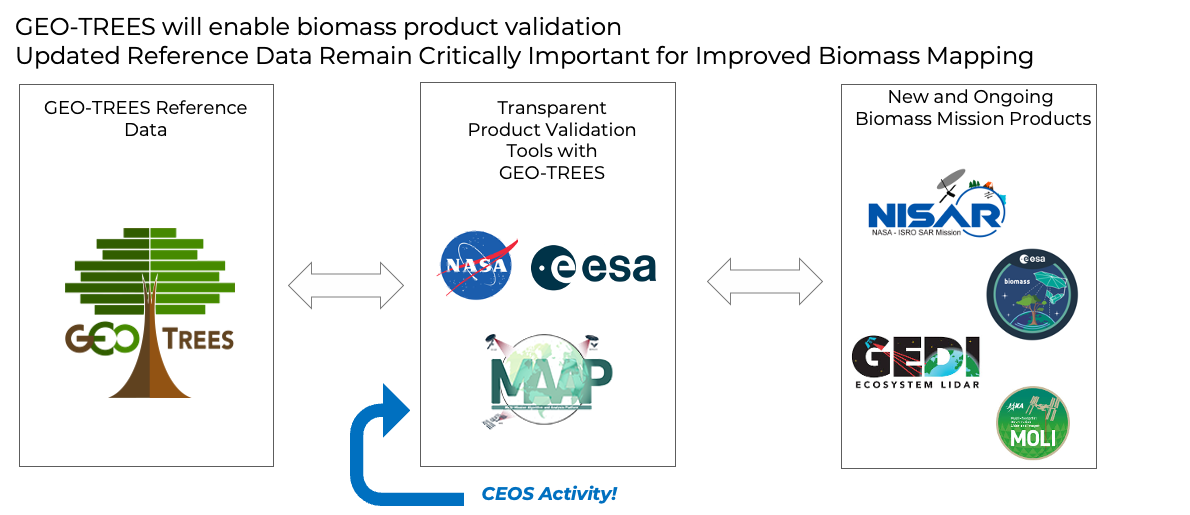 GEO-TREES will enable biomass product validation
Updated Reference Data Remain Critically Important for Improved Biomass Mapping
GEO-TREES Reference
Data
GEO TREES
Transparent
Product Validation
Tools with
GEO-TREES
NASA
esa
MAAP
CEOS Activity!
New and Ongoing
Biomass Mission Products
NISAR
NASA - ISRO SAR Mission
esa
biomass
GEDI
ECOSYSTEM LIDAR
JAXA
MOLI